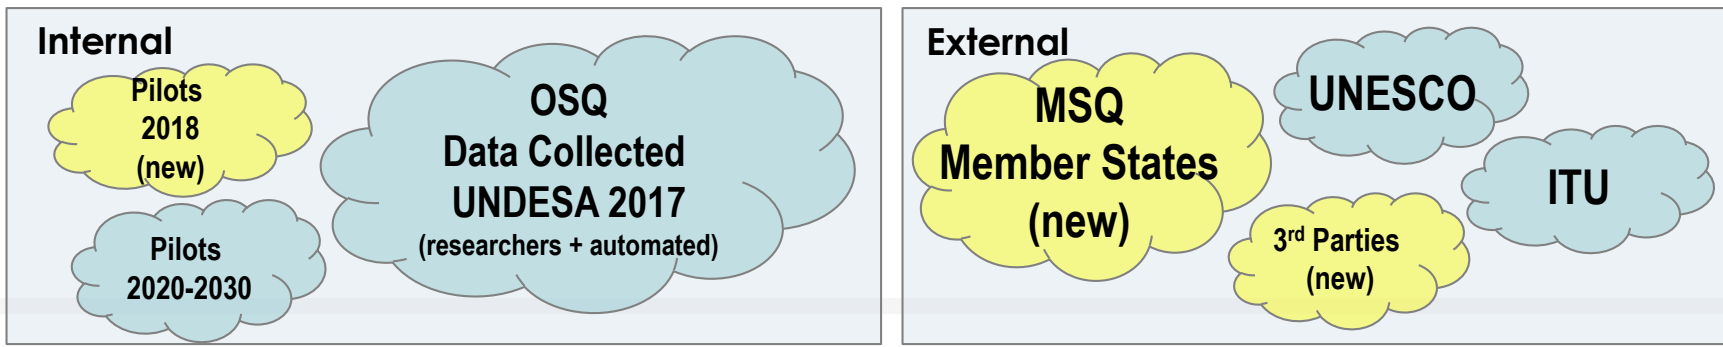 Internal
Pilots
2018
(new)
OSQ
Data Collected
UNDESA 2017
(researchers + automated)
Pilots
2020-2030
External
MSQ
Member States
(new)
UNESCO
ITU
3rd Parties
(new)